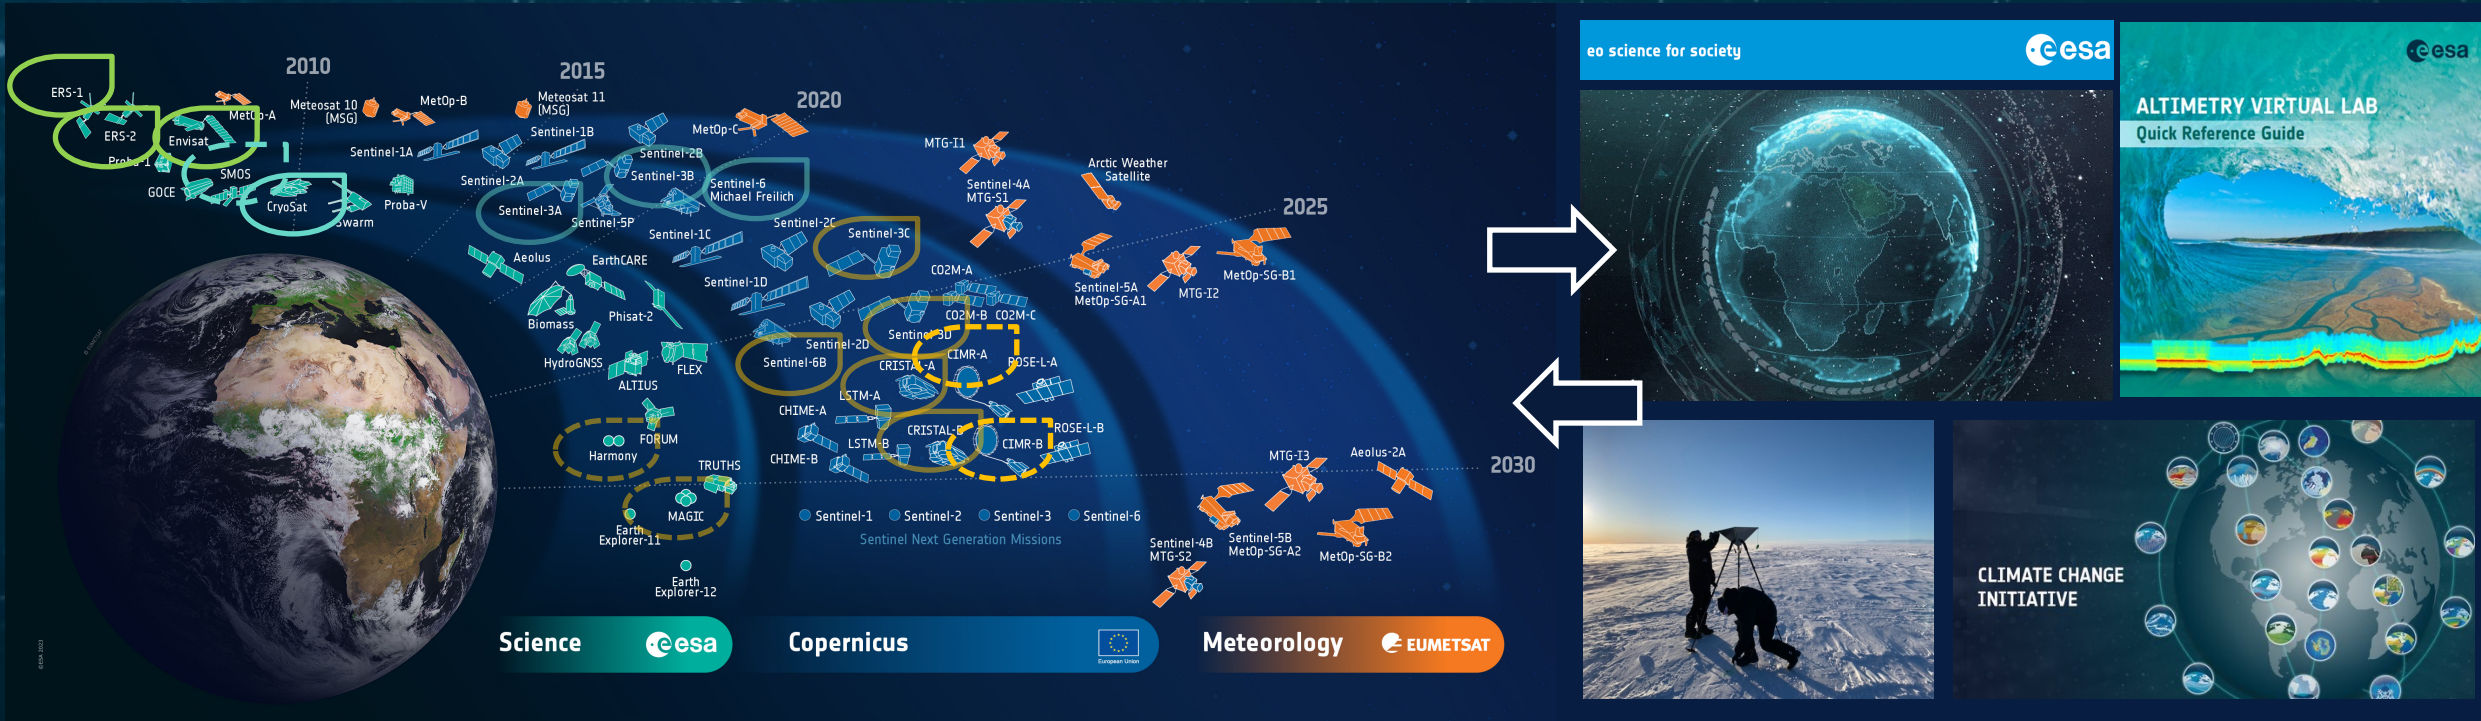 2010
2015
2020
2025
2030
ERS-1
ERS-2
Envisat
MetOp-A
Proba-1
GOCE
SMOS
CryoSat
Swarm
Proba-V
Meteosat 10
(MSG)
MetOp-B
Meteosat 11
(MSG)
MetOp-C
Sentinel-1A
Sentinel-1B
Sentinel-2A
Sentinel-2B
Sentinel-3A
Sentinel-3B
Sentinel-5P
Sentinel-6
Michael Freilich
Sentinel-1C
Sentinel-2C
Sentinel-3C
Sentinel-1D
Sentinel-2D
Sentinel-3D
Sentinel-6B
CO2M-A
CO2M-B
CO2M-C
CIMR-A
CRISTAL-A
ROSE-L-A
LSTM-A
CHIME-A
CRISTAL-B
CIMR-B
ROSE-L-B
LSTM-B
CHIME-B
Aeolus
EarthCARE
Biomass
Phisat-2
HydroGNSS
ALTIUS
FLEX
FORUM
Harmony
TRUTHS
MAGIC
Earth
Explorer-11
Earth
Explorer-12
MTG-I1
Arctic Weather
Satellite
Sentinel-4A
MTG-S1
Sentinel-5A
MetOp-SG-A1
MTG-I2
MetOp-SG-B1
MTG-I3
Aeolus-2A
Sentinel-5B
MetOp-SG-A2
MetOp-SG-B2
Sentinel-4B
MTG-S2
Sentinel-1
Sentinel-2
Sentinel-3
Sentinel-6
Sentinel Next Generation Missions
Science
esa
Copernicus
European Union
Meteorology
EUMETSAT
© EUMETSAT
©ESA 2023
eo science for society
esa
esa
ALTIMETRY VIRTUAL LAB
Quick Reference Guide
CLIMATE CHANGE
INITIATIVE